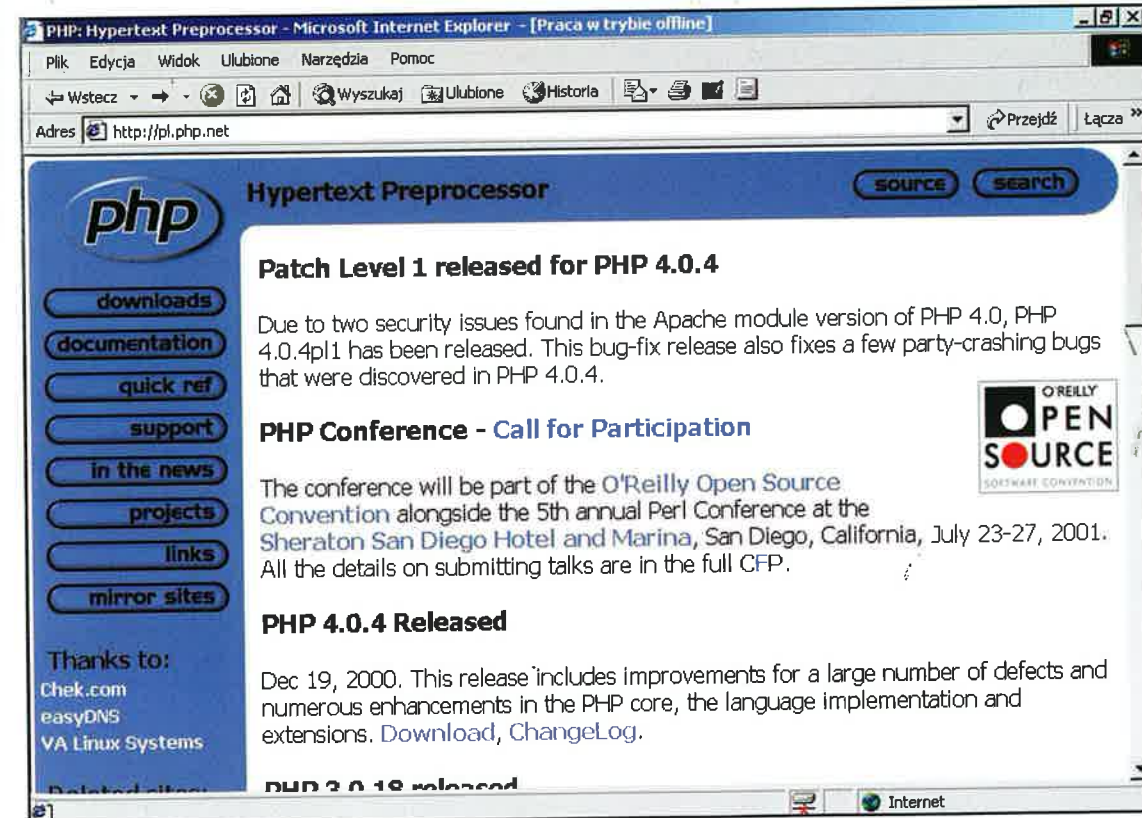 PHP: Hypertext Preprocessor - Microsoft Internet Explorer - [Praca w trybie offline]
Plik Edycja Widok Ulubione Narzędzia Pomoc
Wstecz Wyszukaj Ulubione Historia
Adres http://pl.php.net Przejdź Łącza »
php Hypertext Preprocessor source search
downloads
documentation
quick ref
support
in the news
projects
links
mirror sites
Thanks to:
Chek.com
easyDNS
VA Linux Systems
Patch Level 1 released for PHP 4.0.4
Due to two security issues found in the Apache module version of PHP 4.0, PHP
4.0.4pl1 has been released. This bug-fix release also fixes a few party-crashing bugs
that were discovered in PHP 4.0.4.
PHP Conference - Call for Participation
The conference will be part of the O'Reilly Open Source
Convention alongside the 5th annual Perl Conference at the
Sheraton San Diego Hotel and Marina, San Diego, California, July 23-27, 2001.
All the details on submitting talks are in the full CFP.
O'REILLY
OPEN
SOURCE
SOFTWARE CONVENTION
PHP 4.0.4 Released
Dec 19, 2000. This release includes improvements for a large number of defects and
numerous enhancements in the PHP core, the language implementation and
extensions. Download, ChangeLog.
PHP 3.0.18 released
Internet